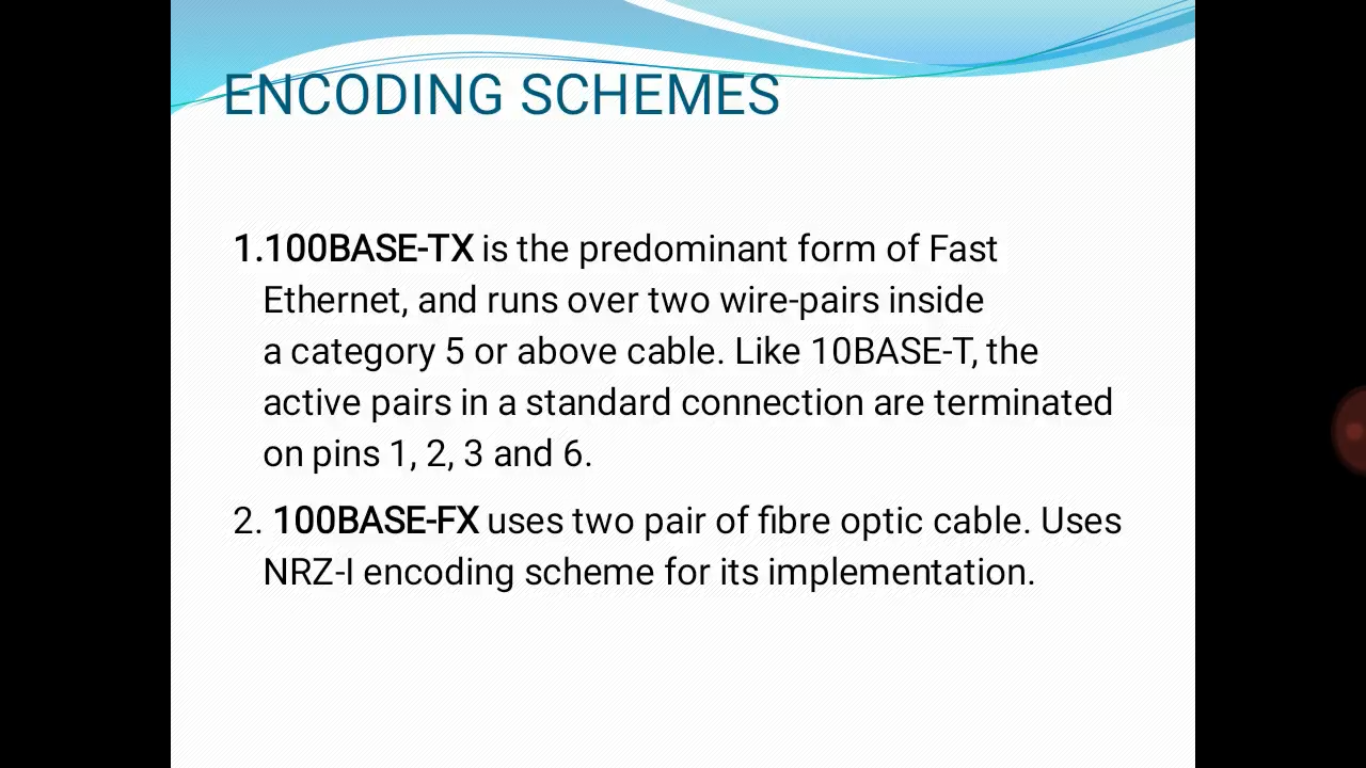 ENCODING SCHEMES
1.100BASE-TX is the predominant form of Fast
Ethernet, and runs over two wire-pairs inside
a category 5 or above cable. Like 10BASE-T, the
active pairs in a standard connection are terminated
on pins 1, 2, 3 and 6.
2. 100BASE-FX uses two pair of fibre optic cable. Uses
NRZ-I encoding scheme for its implementation.